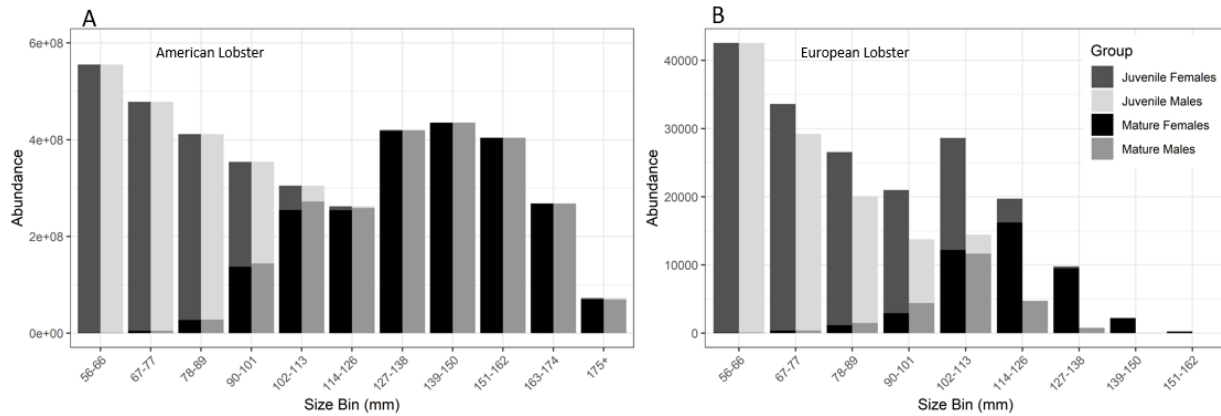 A
American Lobster
6e+08
4e+08
2e+08
0e+00
Abundance
56-66
67-77
78-89
90-101
102-113
114-126
127-138
139-150
151-162
163-174
175+
Size Bin (mm)
B
European Lobster
40000
30000
20000
10000
0
Abundance
56-66
67-77
78-89
90-101
102-113
114-126
127-138
139-150
151-162
Size Bin (mm)
Group
Juvenile Females
Juvenile Males
Mature Females
Mature Males